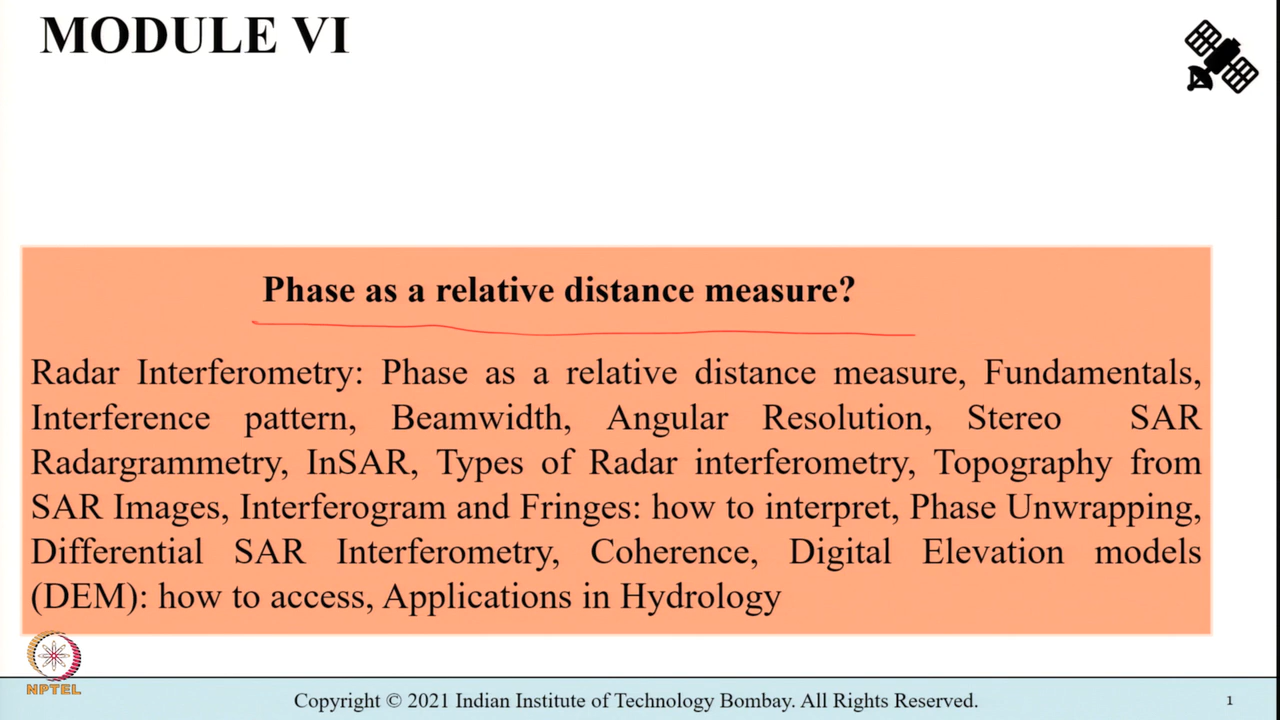 MODULE VI
Phase as a relative distance measure?
Radar Interferometry: Phase as a relative distance measure, Fundamentals,
Interference pattern, Beamwidth, Angular Resolution, Stereo SAR
Radargrammetry, InSAR, Types of Radar interferometry, Topography from
SAR Images, Interferogram and Fringes: how to interpret, Phase Unwrapping,
Differential SAR Interferometry, Coherence, Digital Elevation models
(DEM): how to access, Applications in Hydrology
NPTEL
Copyright © 2021 Indian Institute of Technology Bombay. All Rights Reserved.
1